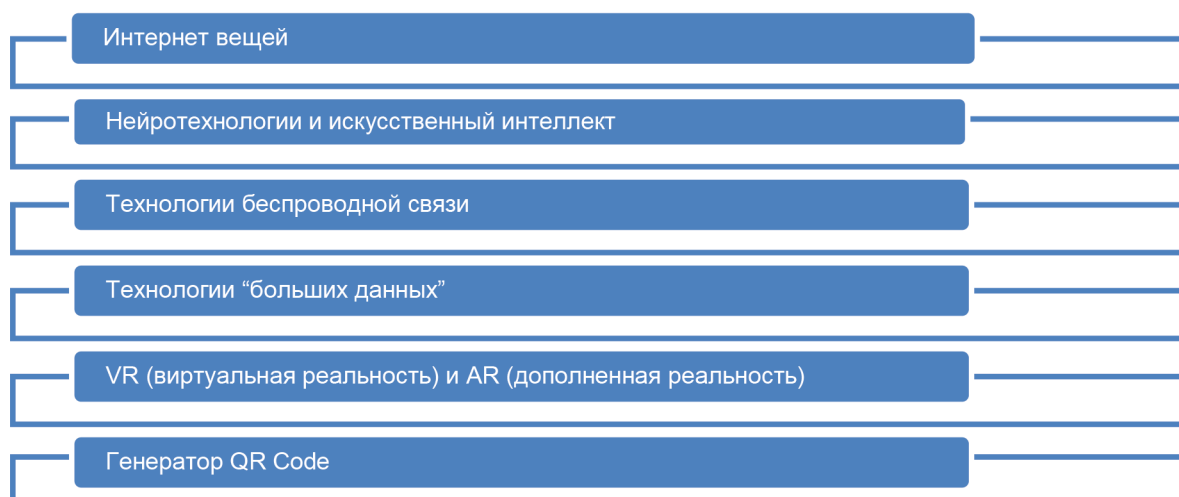 Интернет вещей
Нейротехнологии и искусственный интеллект
Технологии беспроводной связи
Технологии “больших данных”
VR (виртуальная реальность) и AR (дополненная реальность)
Генератор QR Code